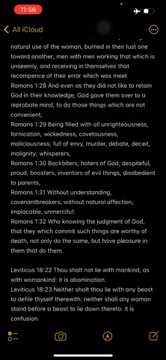 11:56
All iCloud
natural use of the woman, burned in their lust one
toward another; men with men working that which is
unseemly, and receiving in themselves that
recompence of their error which was meet.
Romans 1:28 And even as they did not like to retain
God in their knowledge, God gave them over to a
reprobate mind, to do those things which are not
convenient;
Romans 1:29 Being filled with all unrighteousness,
fornication, wickedness, covetousness,
maliciousness; full of envy, murder, debate, deceit,
malignity; whisperers,
Romans 1:30 Backbiters, haters of God, despiteful,
proud, boasters, inventors of evil things, disobedient
to parents,
Romans 1:31 Without understanding,
covenantbreakers, without natural affection,
implacable, unmerciful:
Romans 1:32 Who knowing the judgment of God,
that they which commit such things are worthy of
death, not only do the same, but have pleasure in
them that do them.
Leviticus 18:22 Thou shalt not lie with mankind, as
with womankind: it is abomination.
Leviticus 18:23 Neither shalt thou lie with any beast
to defile thyself therewith: neither shall any woman
stand before a beast to lie down thereto: it is
confusion.